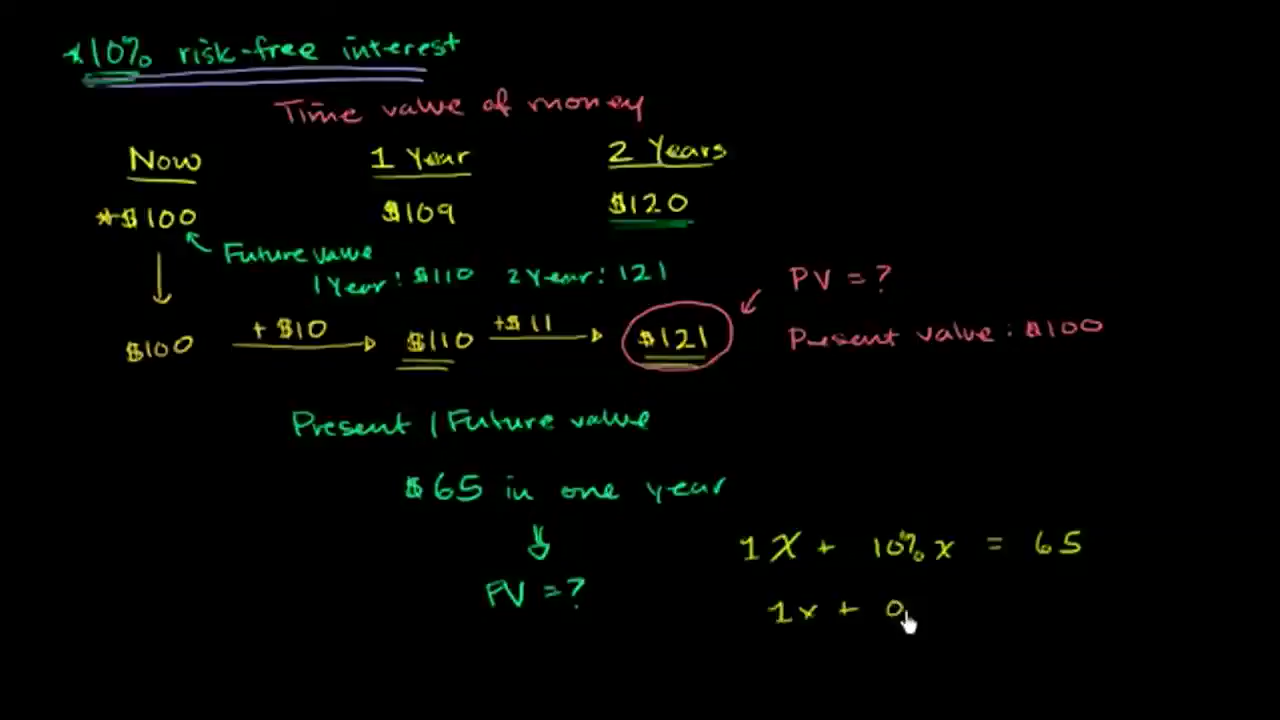 *10% risk-free interest
Time value of money
Now 1 Year 2 Years
*$100 $109 $120
Future value
1 Year: $110 2 Year: 121
PV = ?
$100 + $10 $110 +$11 $121
Present value: $100
Present / Future value
$65 in one year
1X + 10% x = 65
PV = ?
1x + 0